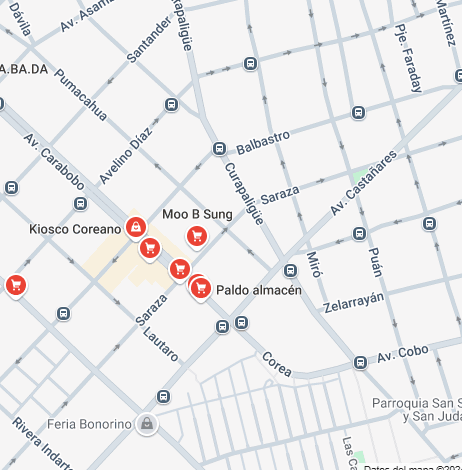 Dávila
Av. Asam
Santander
Curapaligüe
Pje. Faraday
Martínez
A.BA.DA
Pumacahua
Av. Carabobo
Avelino Díaz
Balbastro
Curapaligüe
Saraza
Av. Castañares
Moo B Sung
Kiosco Coreano
Miró
Puán
Paldo almacén
Zelarrayán
Saraza
Lautaro
Corea
Av. Cobo
Feria Bonorino
Parroquia San S
y San Juda
Rivera Indarte
Las Ca
Datos del mapa ©202